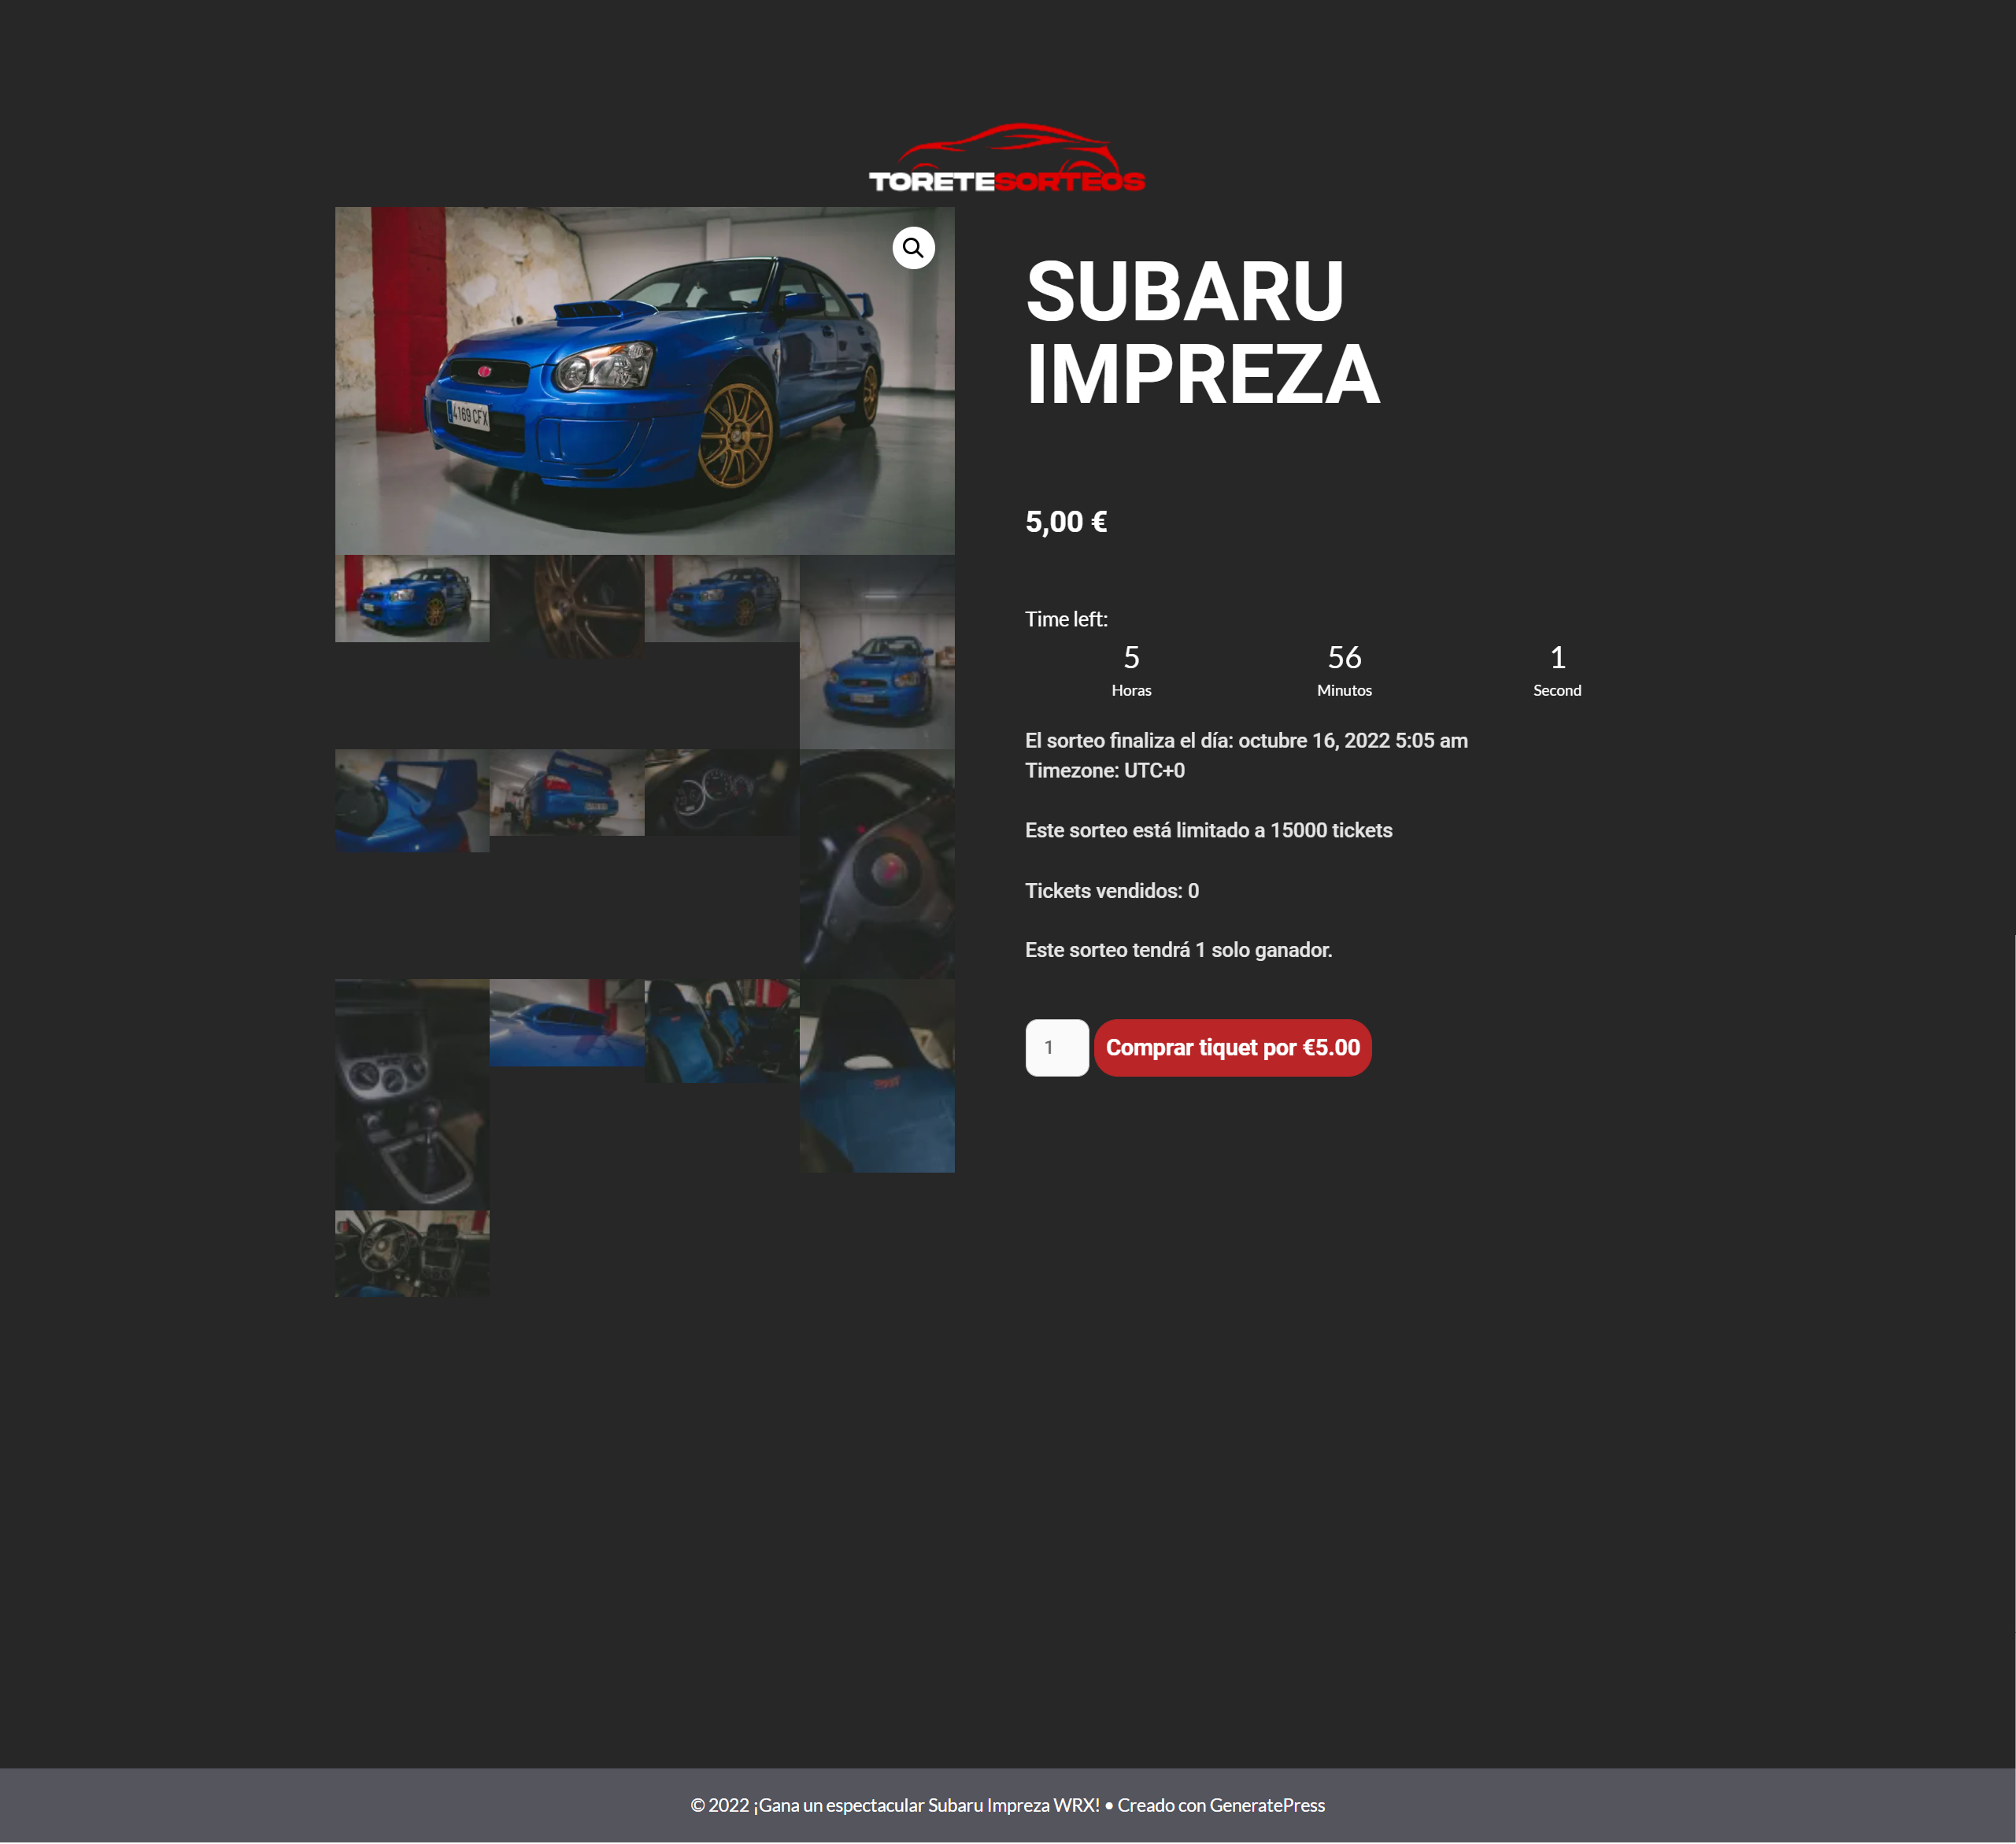 TORETESORTEOS
4169 CFX
SUBARU
IMPREZA
5,00 €
Time left:
5 56 1
Horas Minutos Second
El sorteo finaliza el día: octubre 16, 2022 5:05 am
Timezone: UTC+0
Este sorteo está limitado a 15000 tickets
Tickets vendidos: 0
Este sorteo tendrá 1 solo ganador.
1 Comprar tiquet por €5.00
© 2022 ¡Gana un espectacular Subaru Impreza WRX! • Creado con GeneratePress